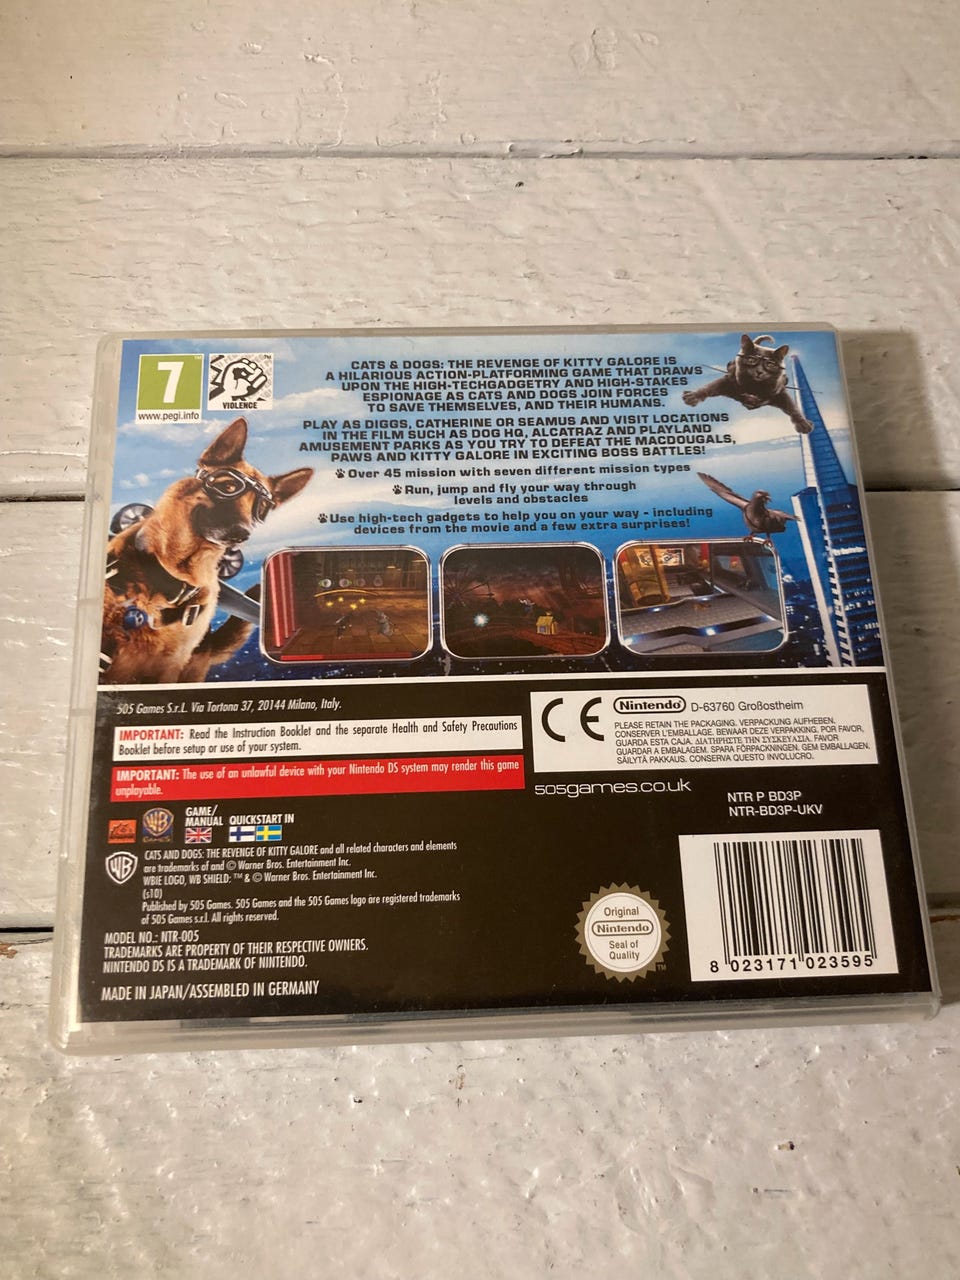 7
www.pegi.info
VIOLENCE
CATS & DOGS: THE REVENGE OF KITTY GALORE IS
A HILARIOUS ACTION-PLATFORMING GAME THAT DRAWS
UPON THE HIGH-TECHGADGETRY AND HIGH-STAKES
ESPIONAGE AS CATS AND DOGS JOIN FORCES
TO SAVE THEMSELVES, AND THEIR HUMANS.
PLAY AS DIGGS, CATHERINE OR SEAMUS AND VISIT LOCATIONS
IN THE FILM SUCH AS DOG HQ, ALCATRAZ AND PLAYLAND
AMUSEMENT PARKS AS YOU TRY TO DEFEAT THE MACDOUGALS,
PAWS AND KITTY GALORE IN EXCITING BOSS BATTLES!
Over 45 mission with seven different mission types
Run, jump and fly your way through
levels and obstacles
Use high-tech gadgets to help you on your way - including
devices from the movie and a few extra surprises!
505 Games S.r.L. Via Tortona 37, 20144 Milano, Italy.
IMPORTANT: Read the Instruction Booklet and the separate Health and Safety Precautions
Booklet before setup or use of your system.
IMPORTANT: The use of an unlawful device with your Nintendo DS system may render this game
unplayable.
CE
Nintendo D-63760 Großostheim
PLEASE RETAIN THE PACKAGING. VERPACKUNG AUFHEBEN.
CONSERVER L'EMBALLAGE. BEWAAR DEZE VERPAKKING. POR FAVOR,
GUARDA ESTA CAJA. ΔΙΑΤΗΡΗΣΤΕ ΤΗΝ ΣΥΣΚΕΥΑΣΙΑ. FAVOR
GUARDAR A EMBALAGEM. SPARA FÖRPACKNINGEN. GEM EMBALLAGEN.
SÄILYTÄ PAKKAUS. CONSERVA QUESTO INVOLUCRO.
505games.co.uk
NTR P BD3P
NTR-BD3P-UKV
WB
GAMES
GAME/
MANUAL QUICKSTART IN
WB
CATS AND DOGS: THE REVENGE OF KITTY GALORE and all related characters and elements
are trademarks of and © Warner Bros. Entertainment Inc.
WBIE LOGO, WB SHIELD: ™ & © Warner Bros. Entertainment Inc.
(s10)
Published by 505 Games. 505 Games and the 505 Games logo are registered trademarks
of 505 Games s.r.l. All rights reserved.
MODEL NO.: NTR-005
TRADEMARKS ARE PROPERTY OF THEIR RESPECTIVE OWNERS.
NINTENDO DS IS A TRADEMARK OF NINTENDO.
MADE IN JAPAN/ASSEMBLED IN GERMANY
Original
Nintendo
Seal of
Quality
TM
8 023171 023595